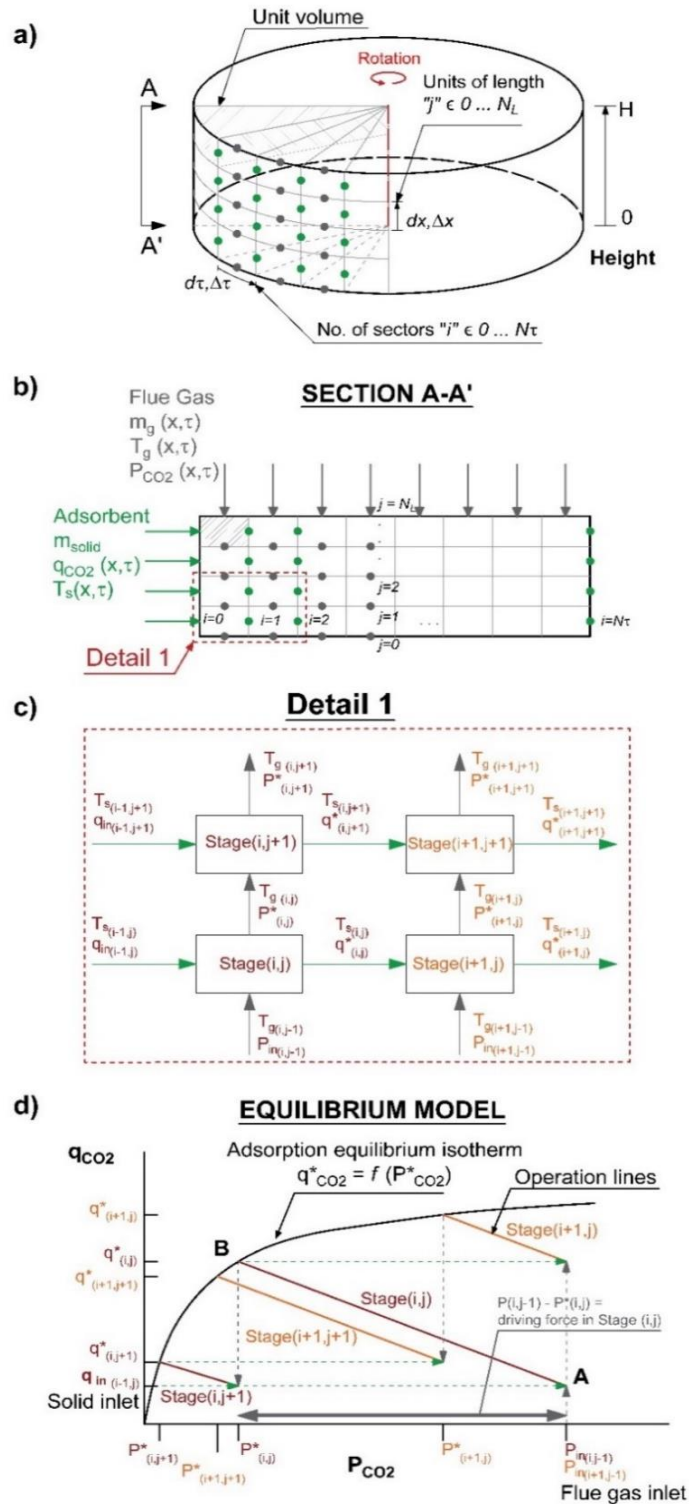 a)
Unit volume
Rotation
A
Units of length
"j" ϵ 0 ... N_L
H
dx, Δx
A'
0
Height
dτ, Δτ
No. of sectors "i" ϵ 0 ... Nτ
b)
SECTION A-A'
Flue Gas
m_g (x,τ)
T_g (x,τ)
P_CO2 (x,τ)
Adsorbent
m_solid
q_CO2 (x,τ)
T_s(x,τ)
j = N_L
.
.
j=2
i=0
i=1
i=2
j=1
. . .
i=Nτ
j=0
Detail 1
c)
Detail 1
T_g (i,j+1)
P*_(i,j+1)
T_g (i+1,j+1)
P*_(i+1,j+1)
T_s(i-1,j+1)
q_in(i-1,j+1)
Stage(i,j+1)
T_s(i,j+1)
q*_(i,j+1)
Stage(i+1,j+1)
T_s(i+1,j+1)
q*_(i+1,j+1)
T_g (i,j)
P*_(i,j)
T_g(i+1,j)
P*_(i+1,j)
T_s(i-1,j)
q_in(i-1,j)
Stage(i,j)
T_s(i,j)
q*_(i,j)
Stage(i+1,j)
T_s(i+1,j)
q*_(i+1,j)
T_g(i,j-1)
P_in(i,j-1)
T_g(i+1,j-1)
P_in(i+1,j-1)
d)
EQUILIBRIUM MODEL
q_CO2
Adsorption equilibrium isotherm
q*_CO2 = f (P*_CO2)
Operation lines
q*_(i+1,j)
Stage(i+1,j)
q*_(i,j)
B
q*_(i+1,j+1)
Stage(i,j)
P(i,j-1) - P*(i,j) =
driving force in Stage (i,j)
Stage(i+1,j+1)
q*_(i,j+1)
q_in (i-1,j)
Solid inlet
Stage(i,j+1)
A
P*_(i,j+1)
P*_(i+1,j+1)
P*_(i,j)
P_CO2
P*_(i+1,j)
P_in(i,j-1)
P_in(i+1,j-1)
Flue gas inlet